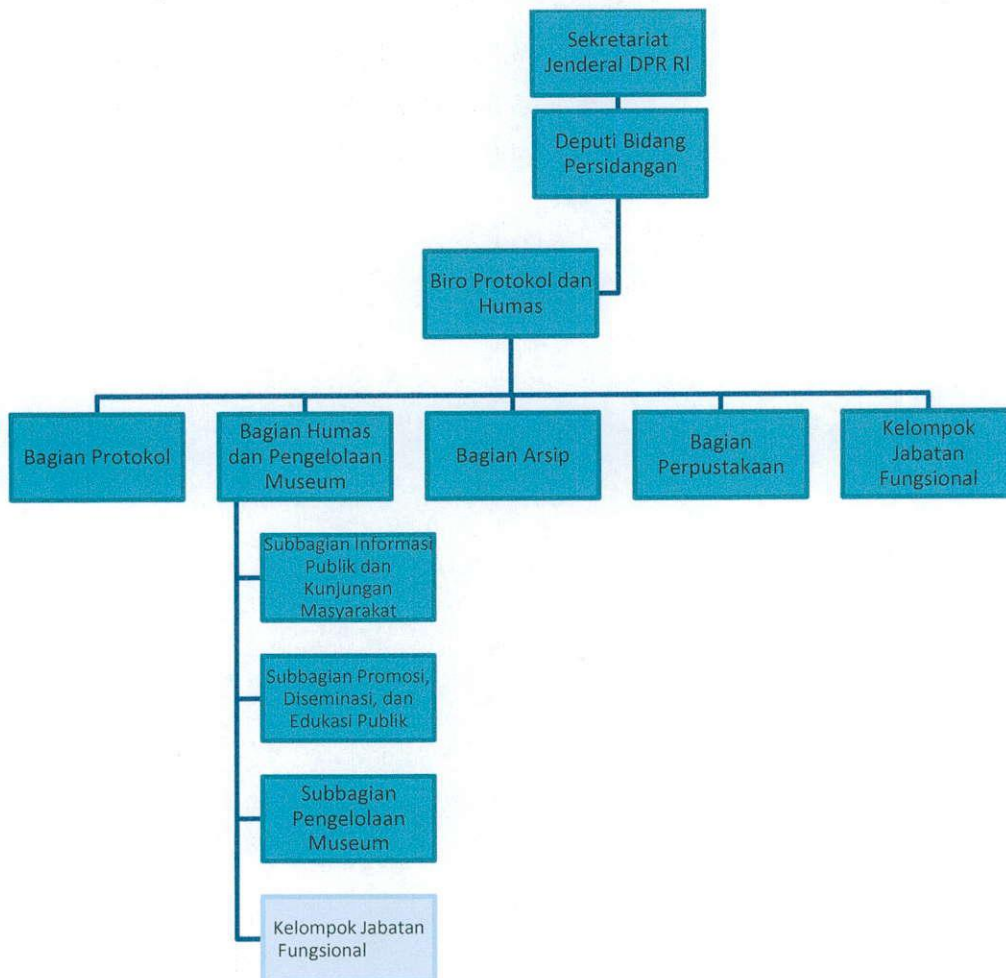 Sekretariat
Jenderal DPR RI
Deputi Bidang
Persidangan
Biro Protokol dan
Humas
Bagian Protokol
Bagian Humas
dan Pengelolaan
Museum
Bagian Arsip
Bagian
Perpustakaan
Kelompok
Jabatan
Fungsional
Subbagian Informasi
Publik dan
Kunjungan
Masyarakat
Subbagian Promosi,
Diseminasi, dan
Edukasi Publik
Subbagian
Pengelolaan
Museum
Kelompok Jabatan
Fungsional